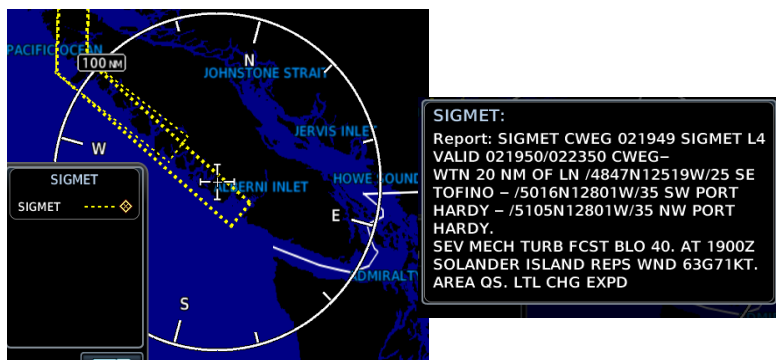 PACIFIC OCEAN
100 NM
N
JOHNSTONE STRAIT
JERVIS INLET
W
HOWE SOUND
ALBERNI INLET
E
ADMIRALT
S
SIGMET
SIGMET
SIGMET:
Report: SIGMET CWEG 021949 SIGMET L4
VALID 021950/022350 CWEG–
WTN 20 NM OF LN /4847N12519W/25 SE
TOFINO – /5016N12801W/35 SW PORT
HARDY – /5105N12801W/35 NW PORT
HARDY.
SEV MECH TURB FCST BLO 40. AT 1900Z
SOLANDER ISLAND REPS WND 63G71KT.
AREA QS. LTL CHG EXPD